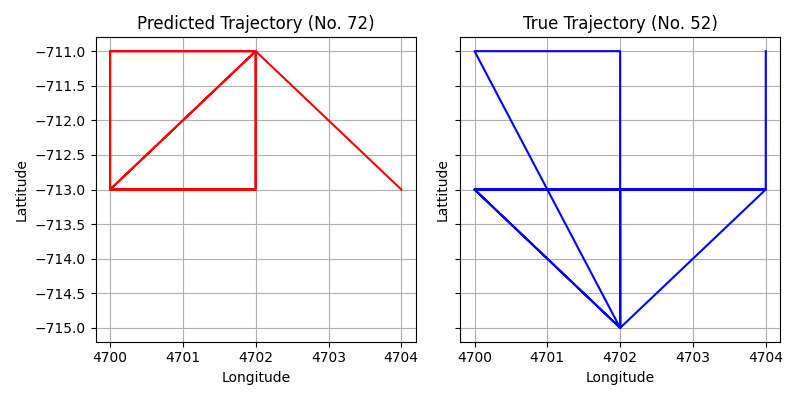 Predicted Trajectory (No. 72)
True Trajectory (No. 52)
−711.0
−711.5
−712.0
−712.5
−713.0
−713.5
−714.0
−714.5
−715.0
Lattitude
Lattitude
4700 4701 4702 4703 4704
4700 4701 4702 4703 4704
Longitude
Longitude